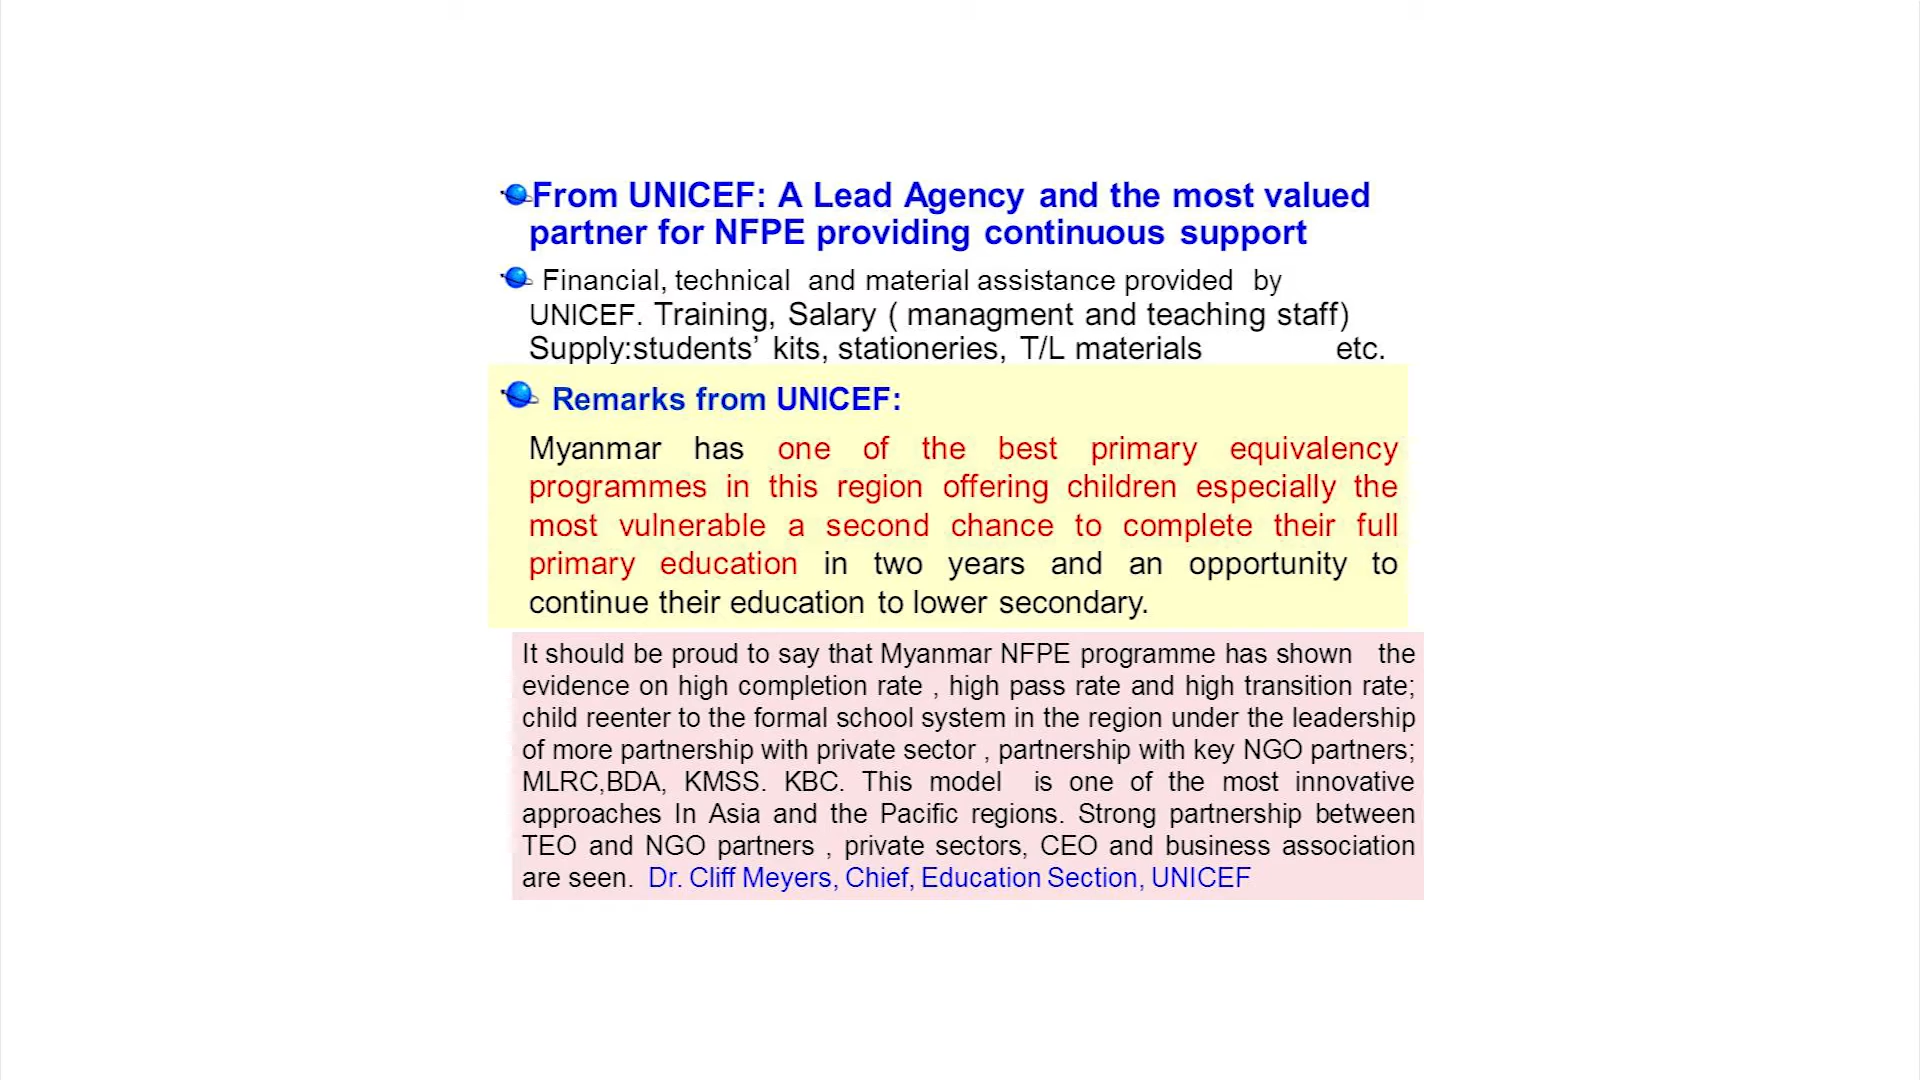 From UNICEF: A Lead Agency and the most valued
partner for NFPE providing continuous support
Financial, technical and material assistance provided by
UNICEF. Training, Salary ( managment and teaching staff)
Supply:students’ kits, stationeries, T/L materials etc.
Remarks from UNICEF:
Myanmar has one of the best primary equivalency
programmes in this region offering children especially the
most vulnerable a second chance to complete their full
primary education in two years and an opportunity to
continue their education to lower secondary.
It should be proud to say that Myanmar NFPE programme has shown the
evidence on high completion rate , high pass rate and high transition rate;
child reenter to the formal school system in the region under the leadership
of more partnership with private sector , partnership with key NGO partners;
MLRC,BDA, KMSS. KBC. This model is one of the most innovative
approaches In Asia and the Pacific regions. Strong partnership between
TEO and NGO partners , private sectors, CEO and business association
are seen. Dr. Cliff Meyers, Chief, Education Section, UNICEF